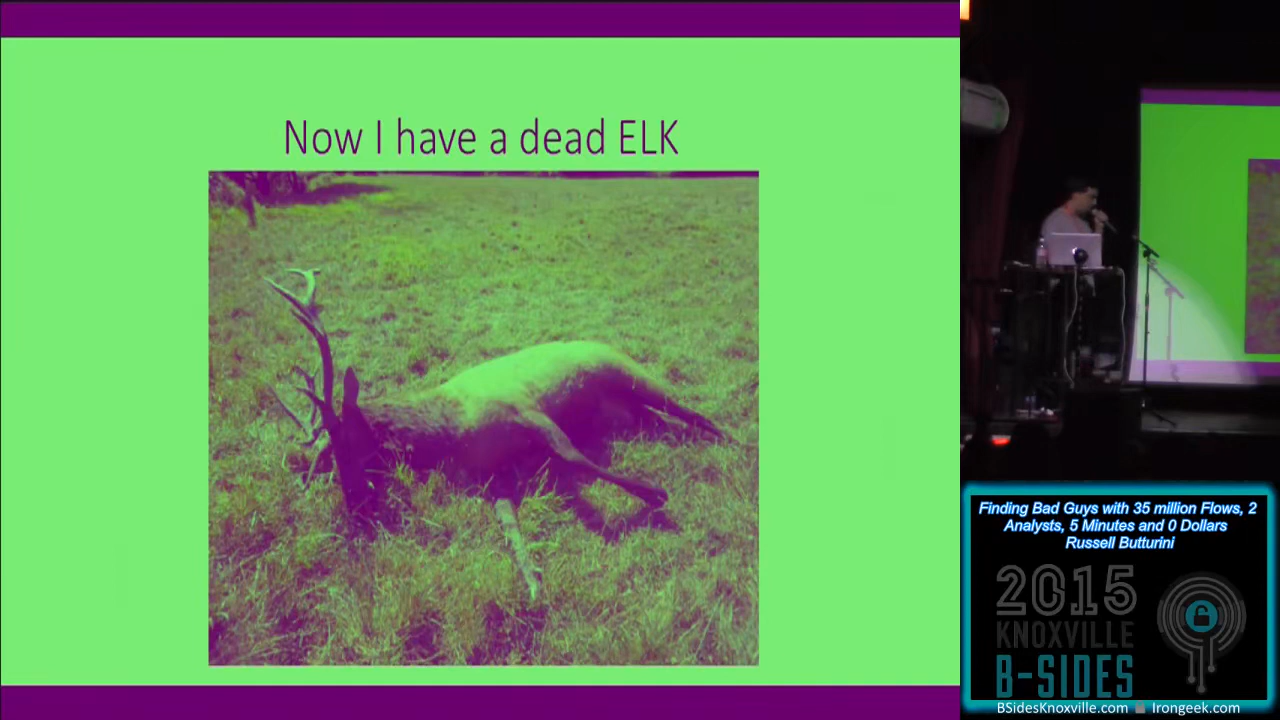 Now I have a dead ELK
Finding Bad Guys with 35 million Flows, 2
Analysts, 5 Minutes and 0 Dollars
Russell Butturini
2015
KNOXVILLE
B-SIDES
BSidesKnoxville.com Irongeek.com